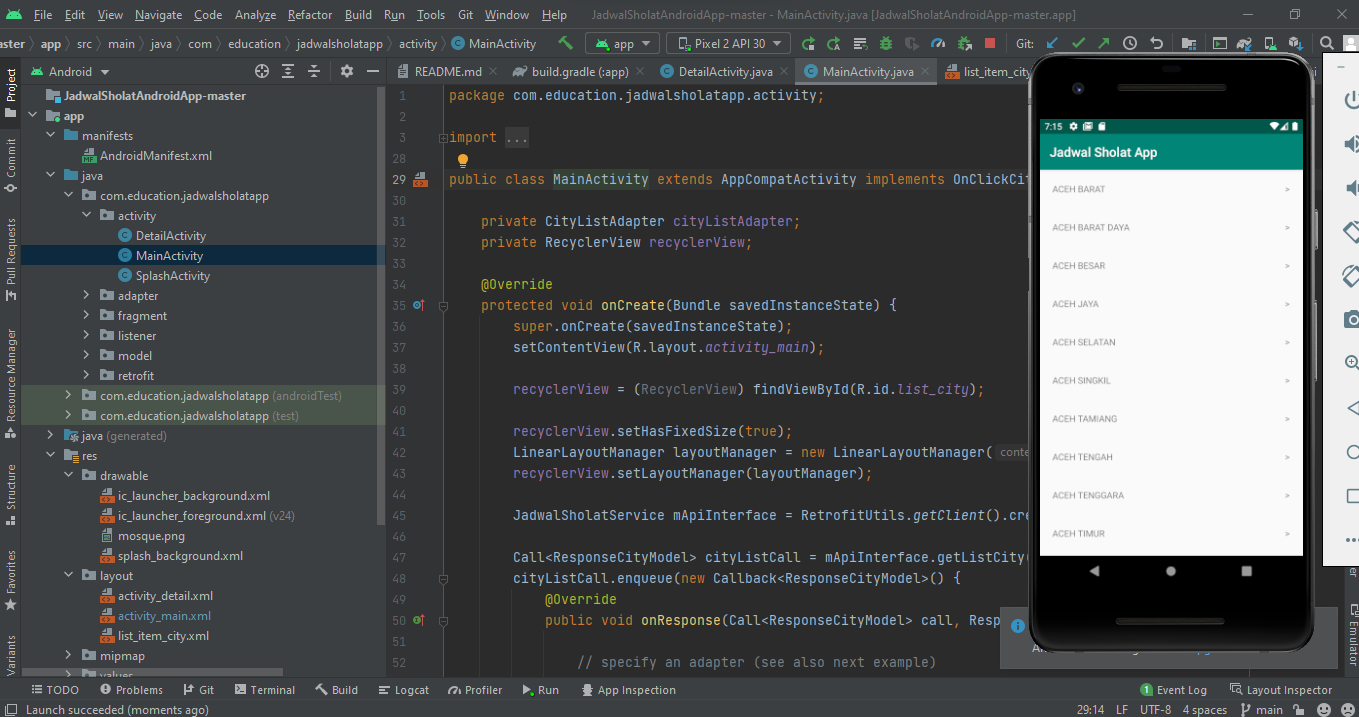 File Edit View Navigate Code Analyze Refactor Build Run Tools Git Window Help JadwalSholatAndroidApp-master - MainActivity.java [JadwalSholatAndroidApp-master.app]
ster app src main java com education jadwalsholatapp activity MainActivity app Pixel 2 API 30 Git:
Android README.md build.gradle (:app) DetailActivity.java MainActivity.java list_item_city
Project
Commit
Pull Requests
Resource Manager
Structure
Favorites
Variants
JadwalSholatAndroidApp-master
app
manifests
AndroidManifest.xml
java
com.education.jadwalsholatapp
activity
DetailActivity
MainActivity
SplashActivity
adapter
fragment
listener
model
retrofit
com.education.jadwalsholatapp (androidTest)
com.education.jadwalsholatapp (test)
java (generated)
res
drawable
ic_launcher_background.xml
ic_launcher_foreground.xml (v24)
mosque.png
splash_background.xml
layout
activity_detail.xml
activity_main.xml
list_item_city.xml
mipmap
values
1 package com.education.jadwalsholatapp.activity;
2
3 import ...
28
29 public class MainActivity extends AppCompatActivity implements OnClickCit
30
31 private CityListAdapter cityListAdapter;
32 private RecyclerView recyclerView;
33
34 @Override
35 protected void onCreate(Bundle savedInstanceState) {
36 super.onCreate(savedInstanceState);
37 setContentView(R.layout.activity_main);
38
39 recyclerView = (RecyclerView) findViewById(R.id.list_city);
40
41 recyclerView.setHasFixedSize(true);
42 LinearLayoutManager layoutManager = new LinearLayoutManager( conte
43 recyclerView.setLayoutManager(layoutManager);
44
45 JadwalSholatService mApiInterface = RetrofitUtils.getClient().cre
46
47 Call<ResponseCityModel> cityListCall = mApiInterface.getListCity(
48 cityListCall.enqueue(new Callback<ResponseCityModel>() {
49 @Override
50 public void onResponse(Call<ResponseCityModel> call, Resp
51
52 // specify an adapter (see also next example)
7:15
Jadwal Sholat App
ACEH BARAT >
ACEH BARAT DAYA >
ACEH BESAR >
ACEH JAYA >
ACEH SELATAN >
ACEH SINGKIL >
ACEH TAMIANG >
ACEH TENGAH >
ACEH TENGGARA >
ACEH TIMUR >
Emulator
TODO Problems Git Terminal Build Logcat Profiler Run App Inspection 1 Event Log Layout Inspector
Launch succeeded (moments ago) 29:14 LF UTF-8 4 spaces main